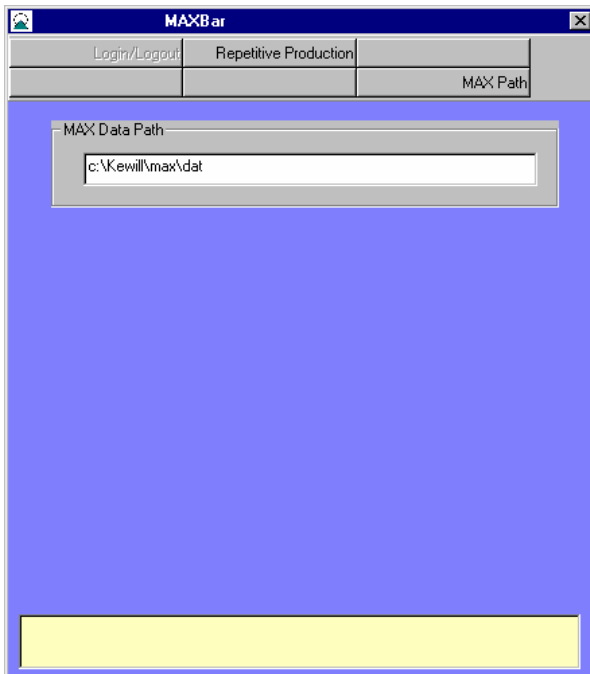 MAXBar
Login/Logout Repetitive Production
MAX Path
MAX Data Path
c:\Kewill\max\dat